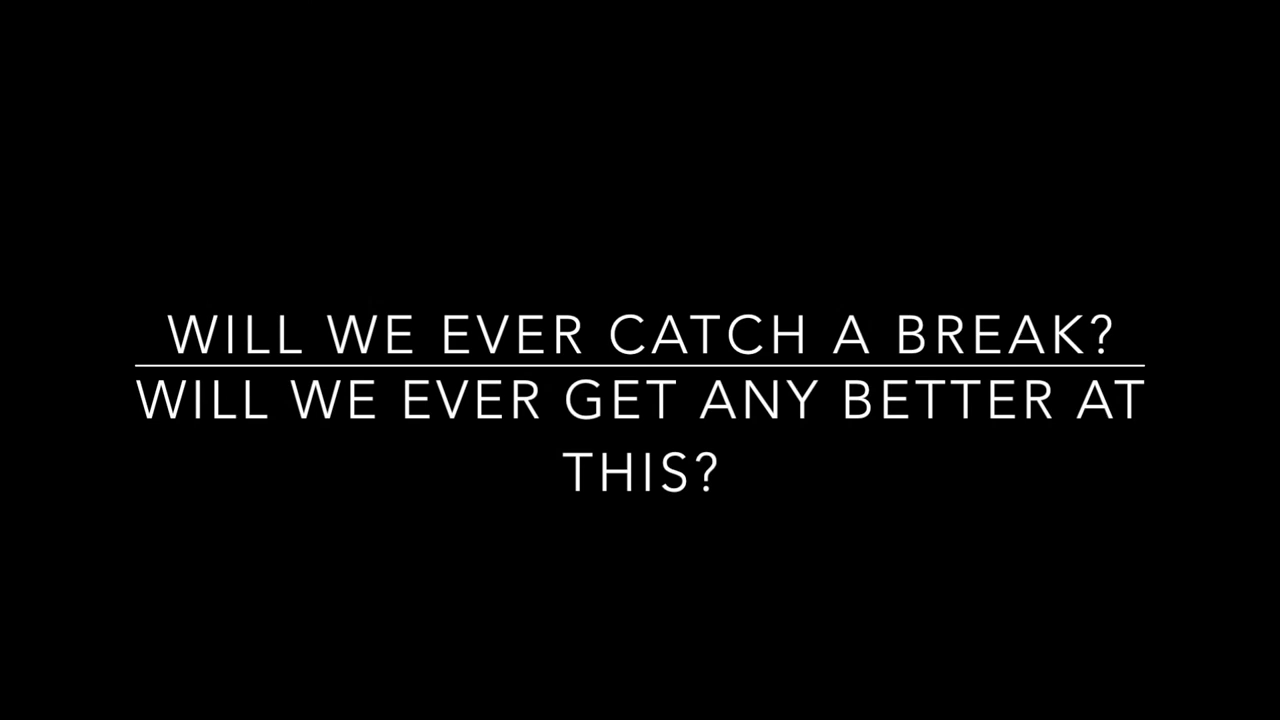 WILL WE EVER CATCH A BREAK?
WILL WE EVER GET ANY BETTER AT
THIS?